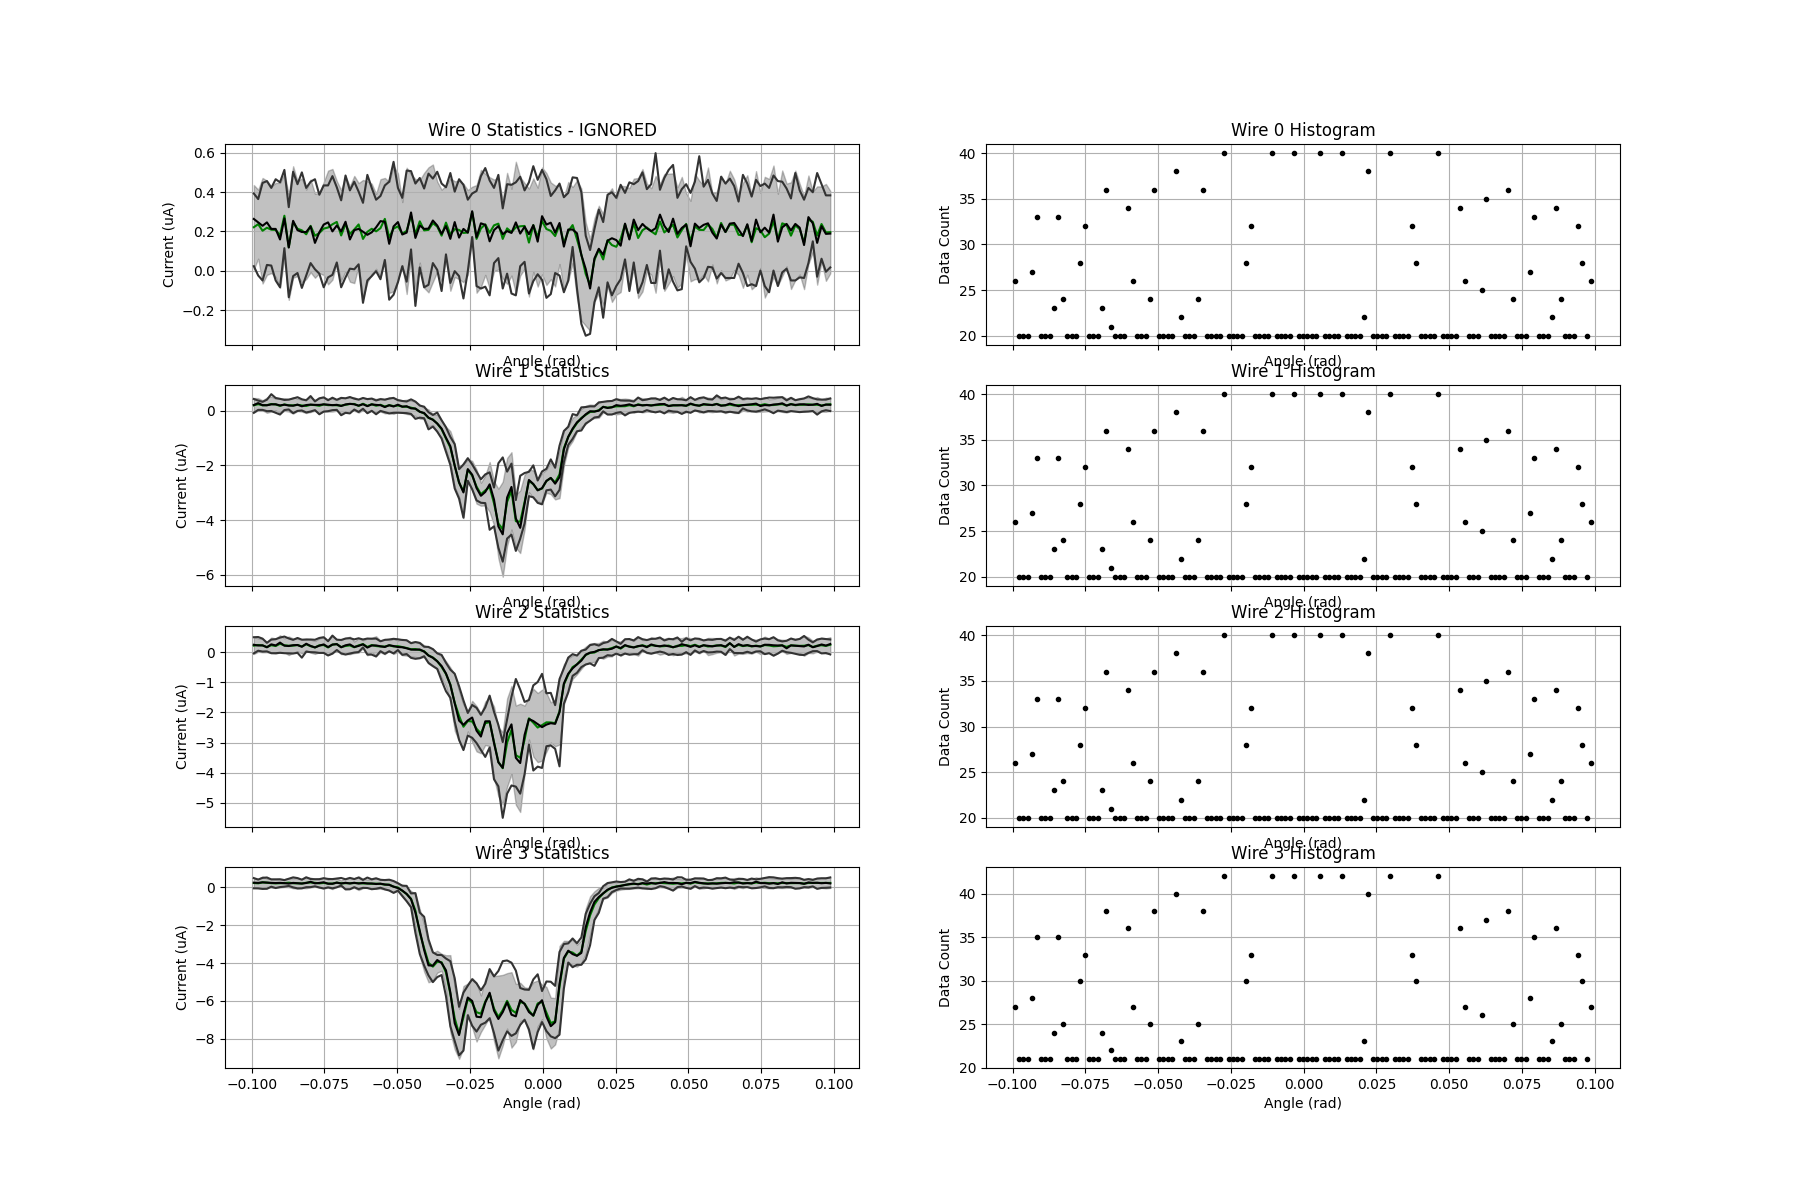 Wire 0 Statistics - IGNORED
0.6
0.4
0.2
0.0
−0.2
Current (uA)
Angle (rad)
Wire 0 Histogram
40
35
30
25
20
Data Count
Angle (rad)
Wire 1 Statistics
0
−2
−4
−6
Current (uA)
Angle (rad)
Wire 1 Histogram
40
35
30
25
20
Data Count
Angle (rad)
Wire 2 Statistics
0
−1
−2
−3
−4
−5
Current (uA)
Angle (rad)
Wire 2 Histogram
40
35
30
25
20
Data Count
Angle (rad)
Wire 3 Statistics
0
−2
−4
−6
−8
Current (uA)
−0.100 −0.075 −0.050 −0.025 0.000 0.025 0.050 0.075 0.100
Angle (rad)
Wire 3 Histogram
40
35
30
25
20
Data Count
−0.100 −0.075 −0.050 −0.025 0.000 0.025 0.050 0.075 0.100
Angle (rad)